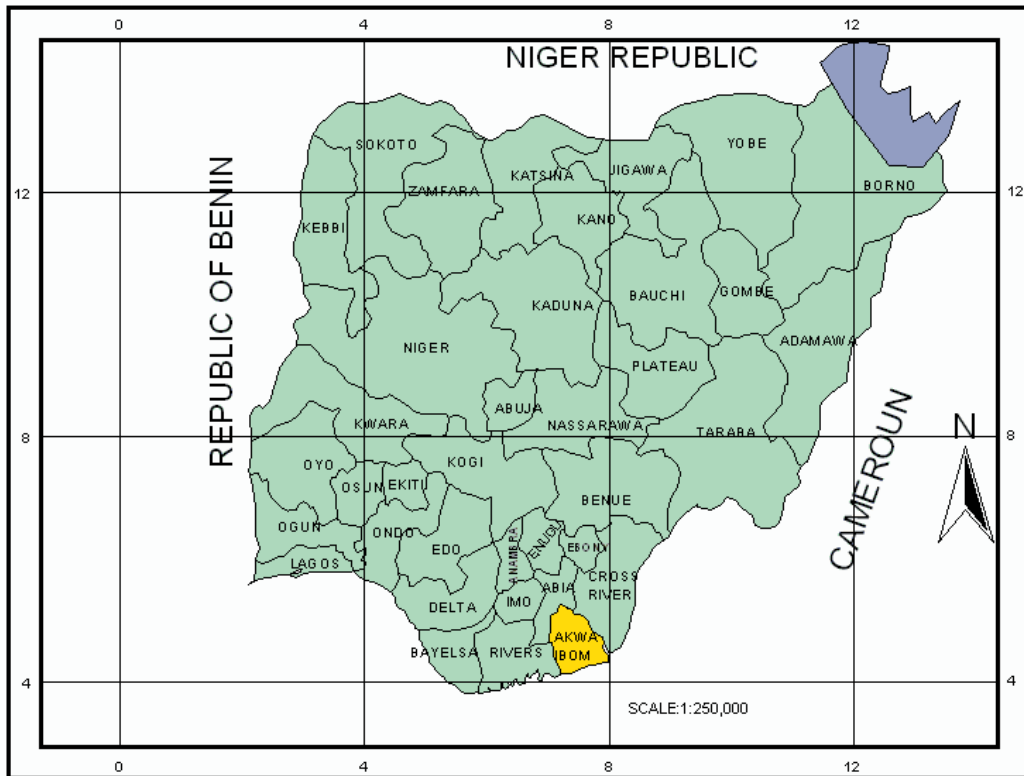 0 4 8 12
NIGER REPUBLIC
YOBE
SOKOTO
KATSINA
JIGAWA
ZAMFARA
BORNO
12 12
KANO
KEBBI
REPUBLIC OF BENIN
BAUCHI
GOMBE
KADUNA
ADAMAWA
NIGER
PLATEAU
ABUJA
KWARA
NASSARAWA
TARABA
8 8
N
CAMEROUN
OYO
KOGI
OSUN
EKITI
BENUE
OGUN
ONDO
EDO
ANAMBRA
ENUDU
EBONY
LAGOS
CROSS
RIVER
ABIA
IMO
DELTA
AKWA
IBOM
BAYELSA
RIVERS
4 4
SCALE:1:250,000
0 4 8 12